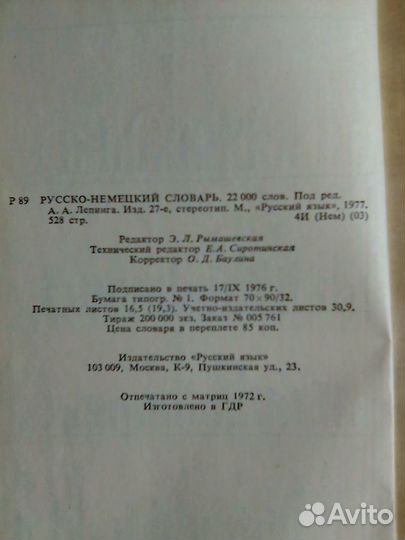 Р 89 РУССКО-НЕМЕЦКИЙ СЛОВАРЬ. 22 000 слов. Под ред.
А. А. Лепинга. Изд. 27-е, стереотип. М., «Русский язык», 1977.
528 стр. 4И (Нем) (03)
Редактор Э. Л. Рымашевская
Технический редактор Е. А. Сиротинская
Корректор О. Д. Баулина
Подписано в печать 17/IX 1976 г.
Бумага типогр. № 1. Формат 70×90/32.
Печатных листов 16,5 (19,3). Учетно-издательских листов 30,9.
Тираж 200 000 экз. Заказ № 005 761
Цена словаря в переплете 85 коп.
Издательство «Русский язык»
103 009, Москва, К-9, Пушкинская ул., 23.
Отпечатано с матриц 1972 г.
Изготовлено в ГДР
Avito